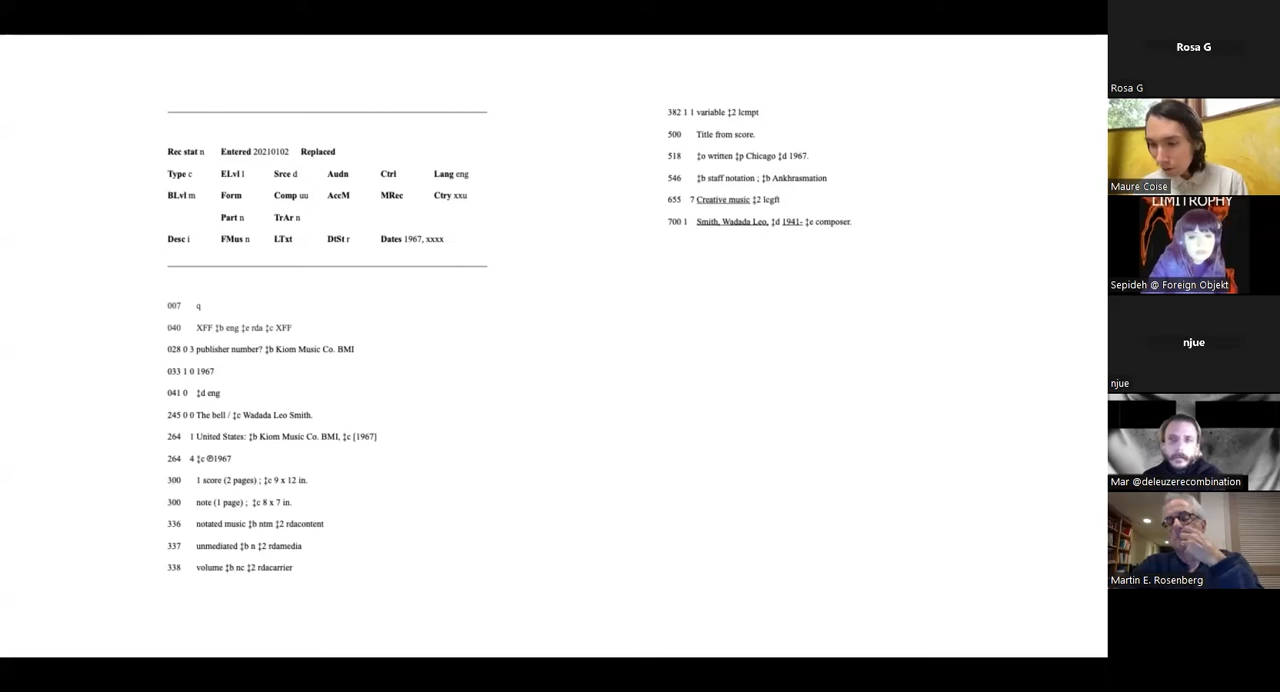 Rec stat n Entered 20210102 Replaced
Type c ELvl l Srce d Audn Ctrl Lang eng
BLvl m Form Comp uu AccM MRec Ctry xxu
Part n TrAr n
Desc i FMus n LTxt DtSt r Dates 1967, xxxx
007 q
040 XFF ‡b eng ‡e rda ‡c XFF
028 0 3 publisher number? ‡b Kiom Music Co. BMI
033 1 0 1967
041 0 ‡d eng
245 0 0 The bell / ‡c Wadada Leo Smith.
264 1 United States: ‡b Kiom Music Co. BMI, ‡c [1967]
264 4 ‡c ℗1967
300 1 score (2 pages) ; ‡c 9 x 12 in.
300 note (1 page) ; ‡c 8 x 7 in.
336 notated music ‡b ntm ‡2 rdacontent
337 unmediated ‡b n ‡2 rdamedia
338 volume ‡b nc ‡2 rdacarrier
382 1 1 variable ‡2 lcmpt
500 Title from score.
518 ‡o written ‡p Chicago ‡d 1967.
546 ‡b staff notation ; ‡b Ankhrasmation
655 7 Creative music ‡2 lcgft
700 1 Smith, Wadada Leo, ‡d 1941- ‡e composer.
Rosa G
Rosa G
Maure Coise
LIMITROPHY
Sepideh @ Foreign Objekt
njue
njue
Mar @deleuzerecombination
Martin E. Rosenberg